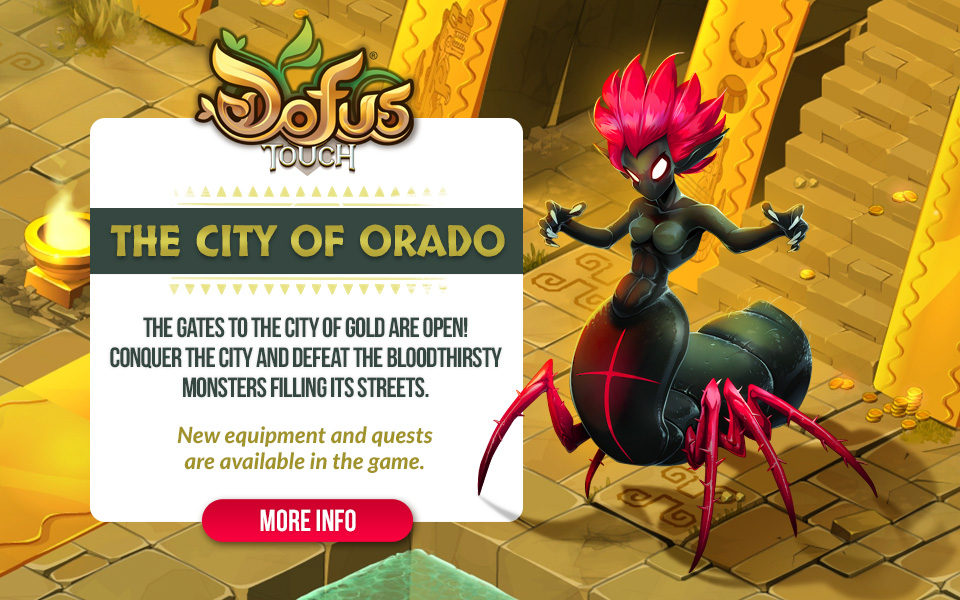 DOFUS®
TOUCH
THE CITY OF ORADO
THE GATES TO THE CITY OF GOLD ARE OPEN!
CONQUER THE CITY AND DEFEAT THE BLOODTHIRSTY
MONSTERS FILLING ITS STREETS.
New equipment and quests
are available in the game.
MORE INFO